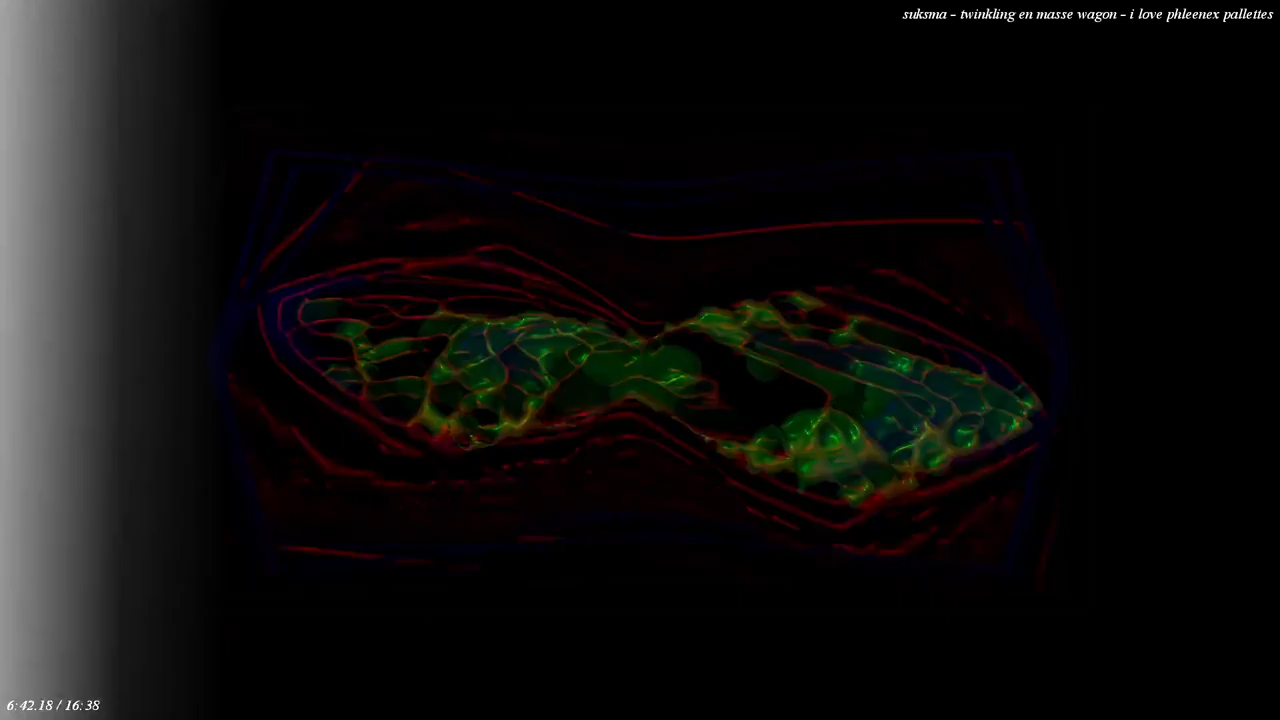 suksma - twinkling en masse wagon - i love phleenex pallettes
6:42.18 / 16:38